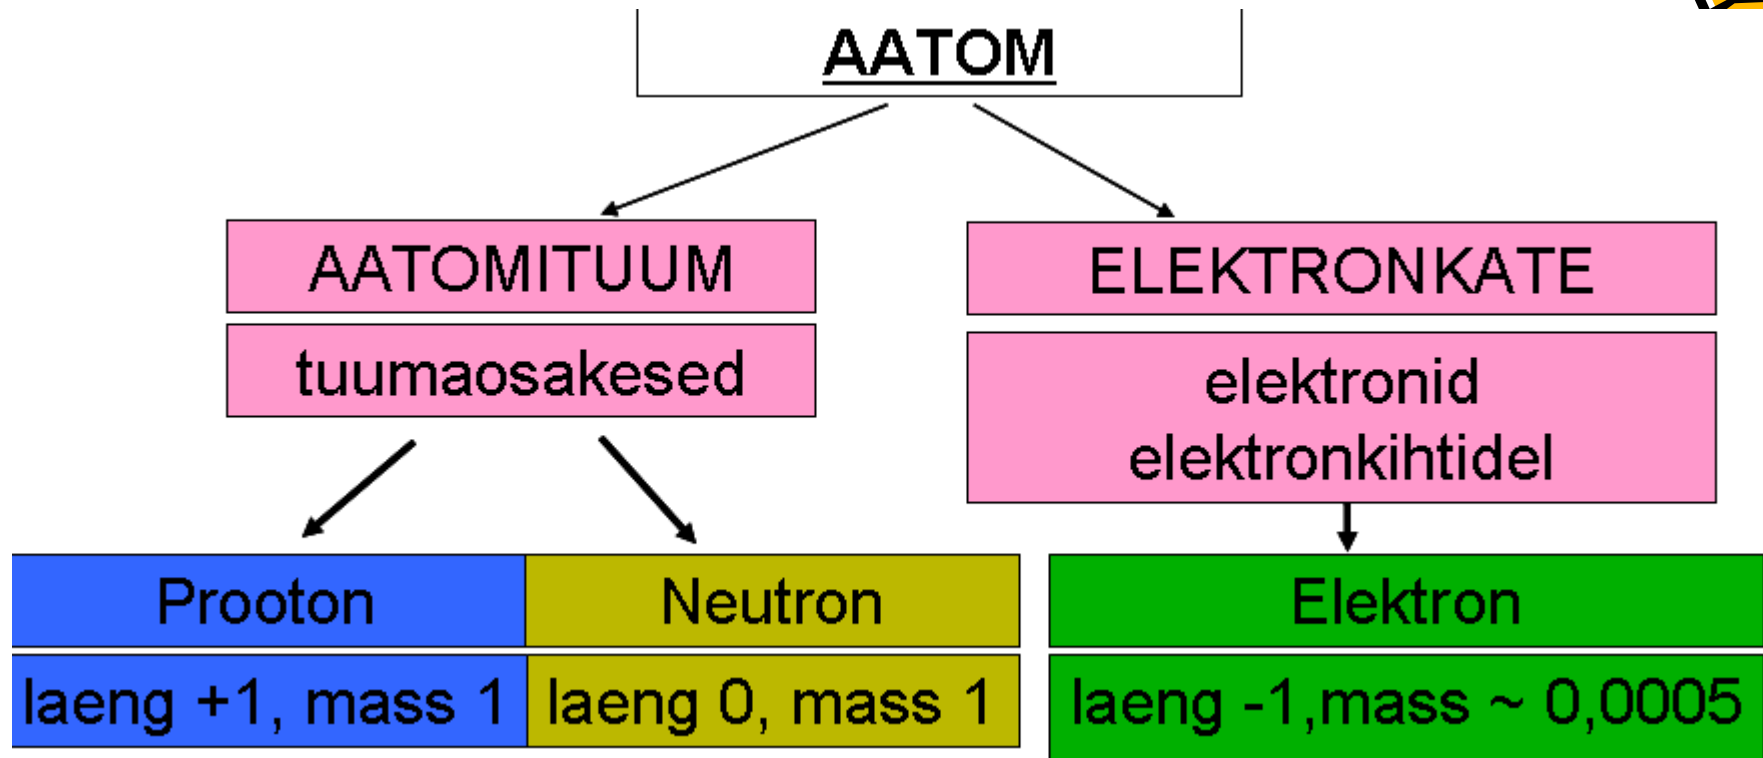 AATOM
AATOMITUUM
tuumaosakesed
ELEKTRONKATE
elektronid
elektronkihtidel
Prooton
laeng +1, mass 1
Neutron
laeng 0, mass 1
Elektron
laeng -1,mass ~ 0,0005